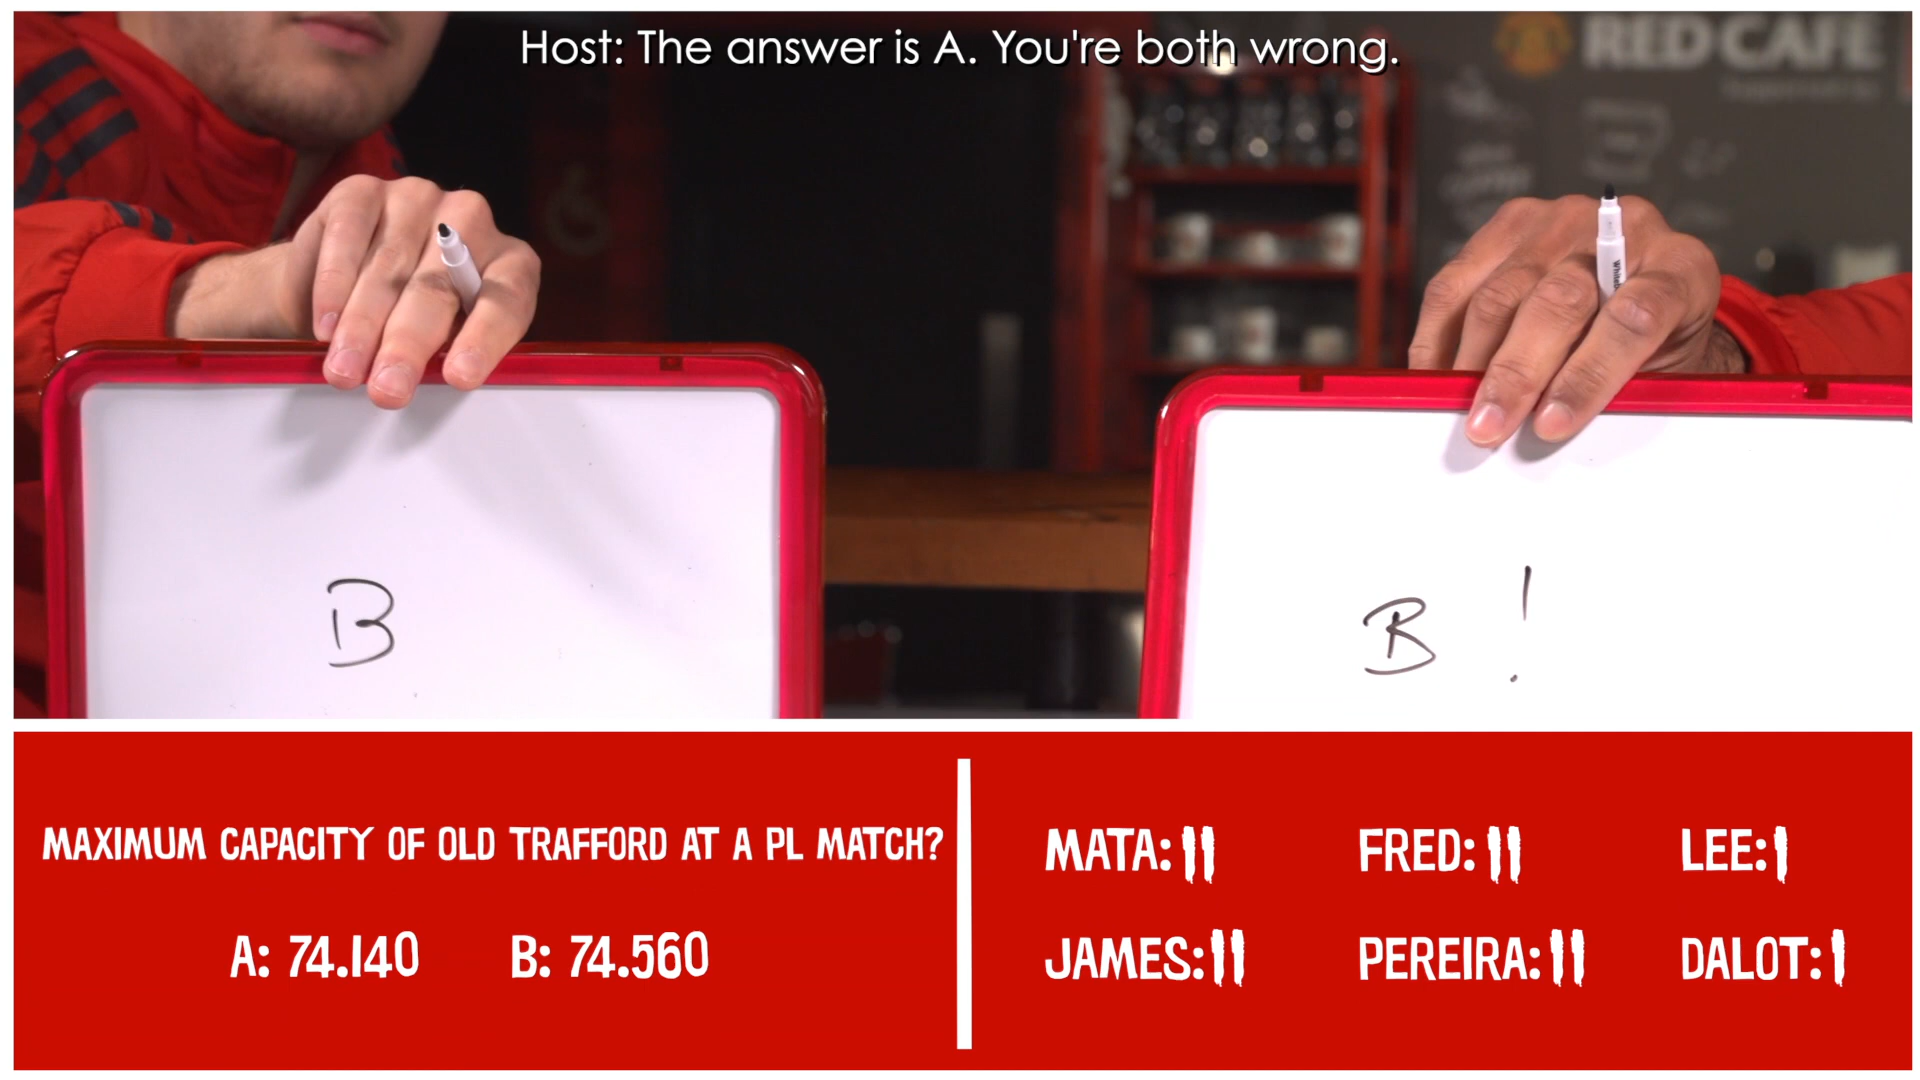 Host: The answer is A. You're both wrong.
RED CAFE
B
B !
MAXIMUM CAPACITY OF OLD TRAFFORD AT A PL MATCH?
A: 74.140 B: 74.560
MATA: II FRED: II LEE: I
JAMES: II PEREIRA: II DALOT: I